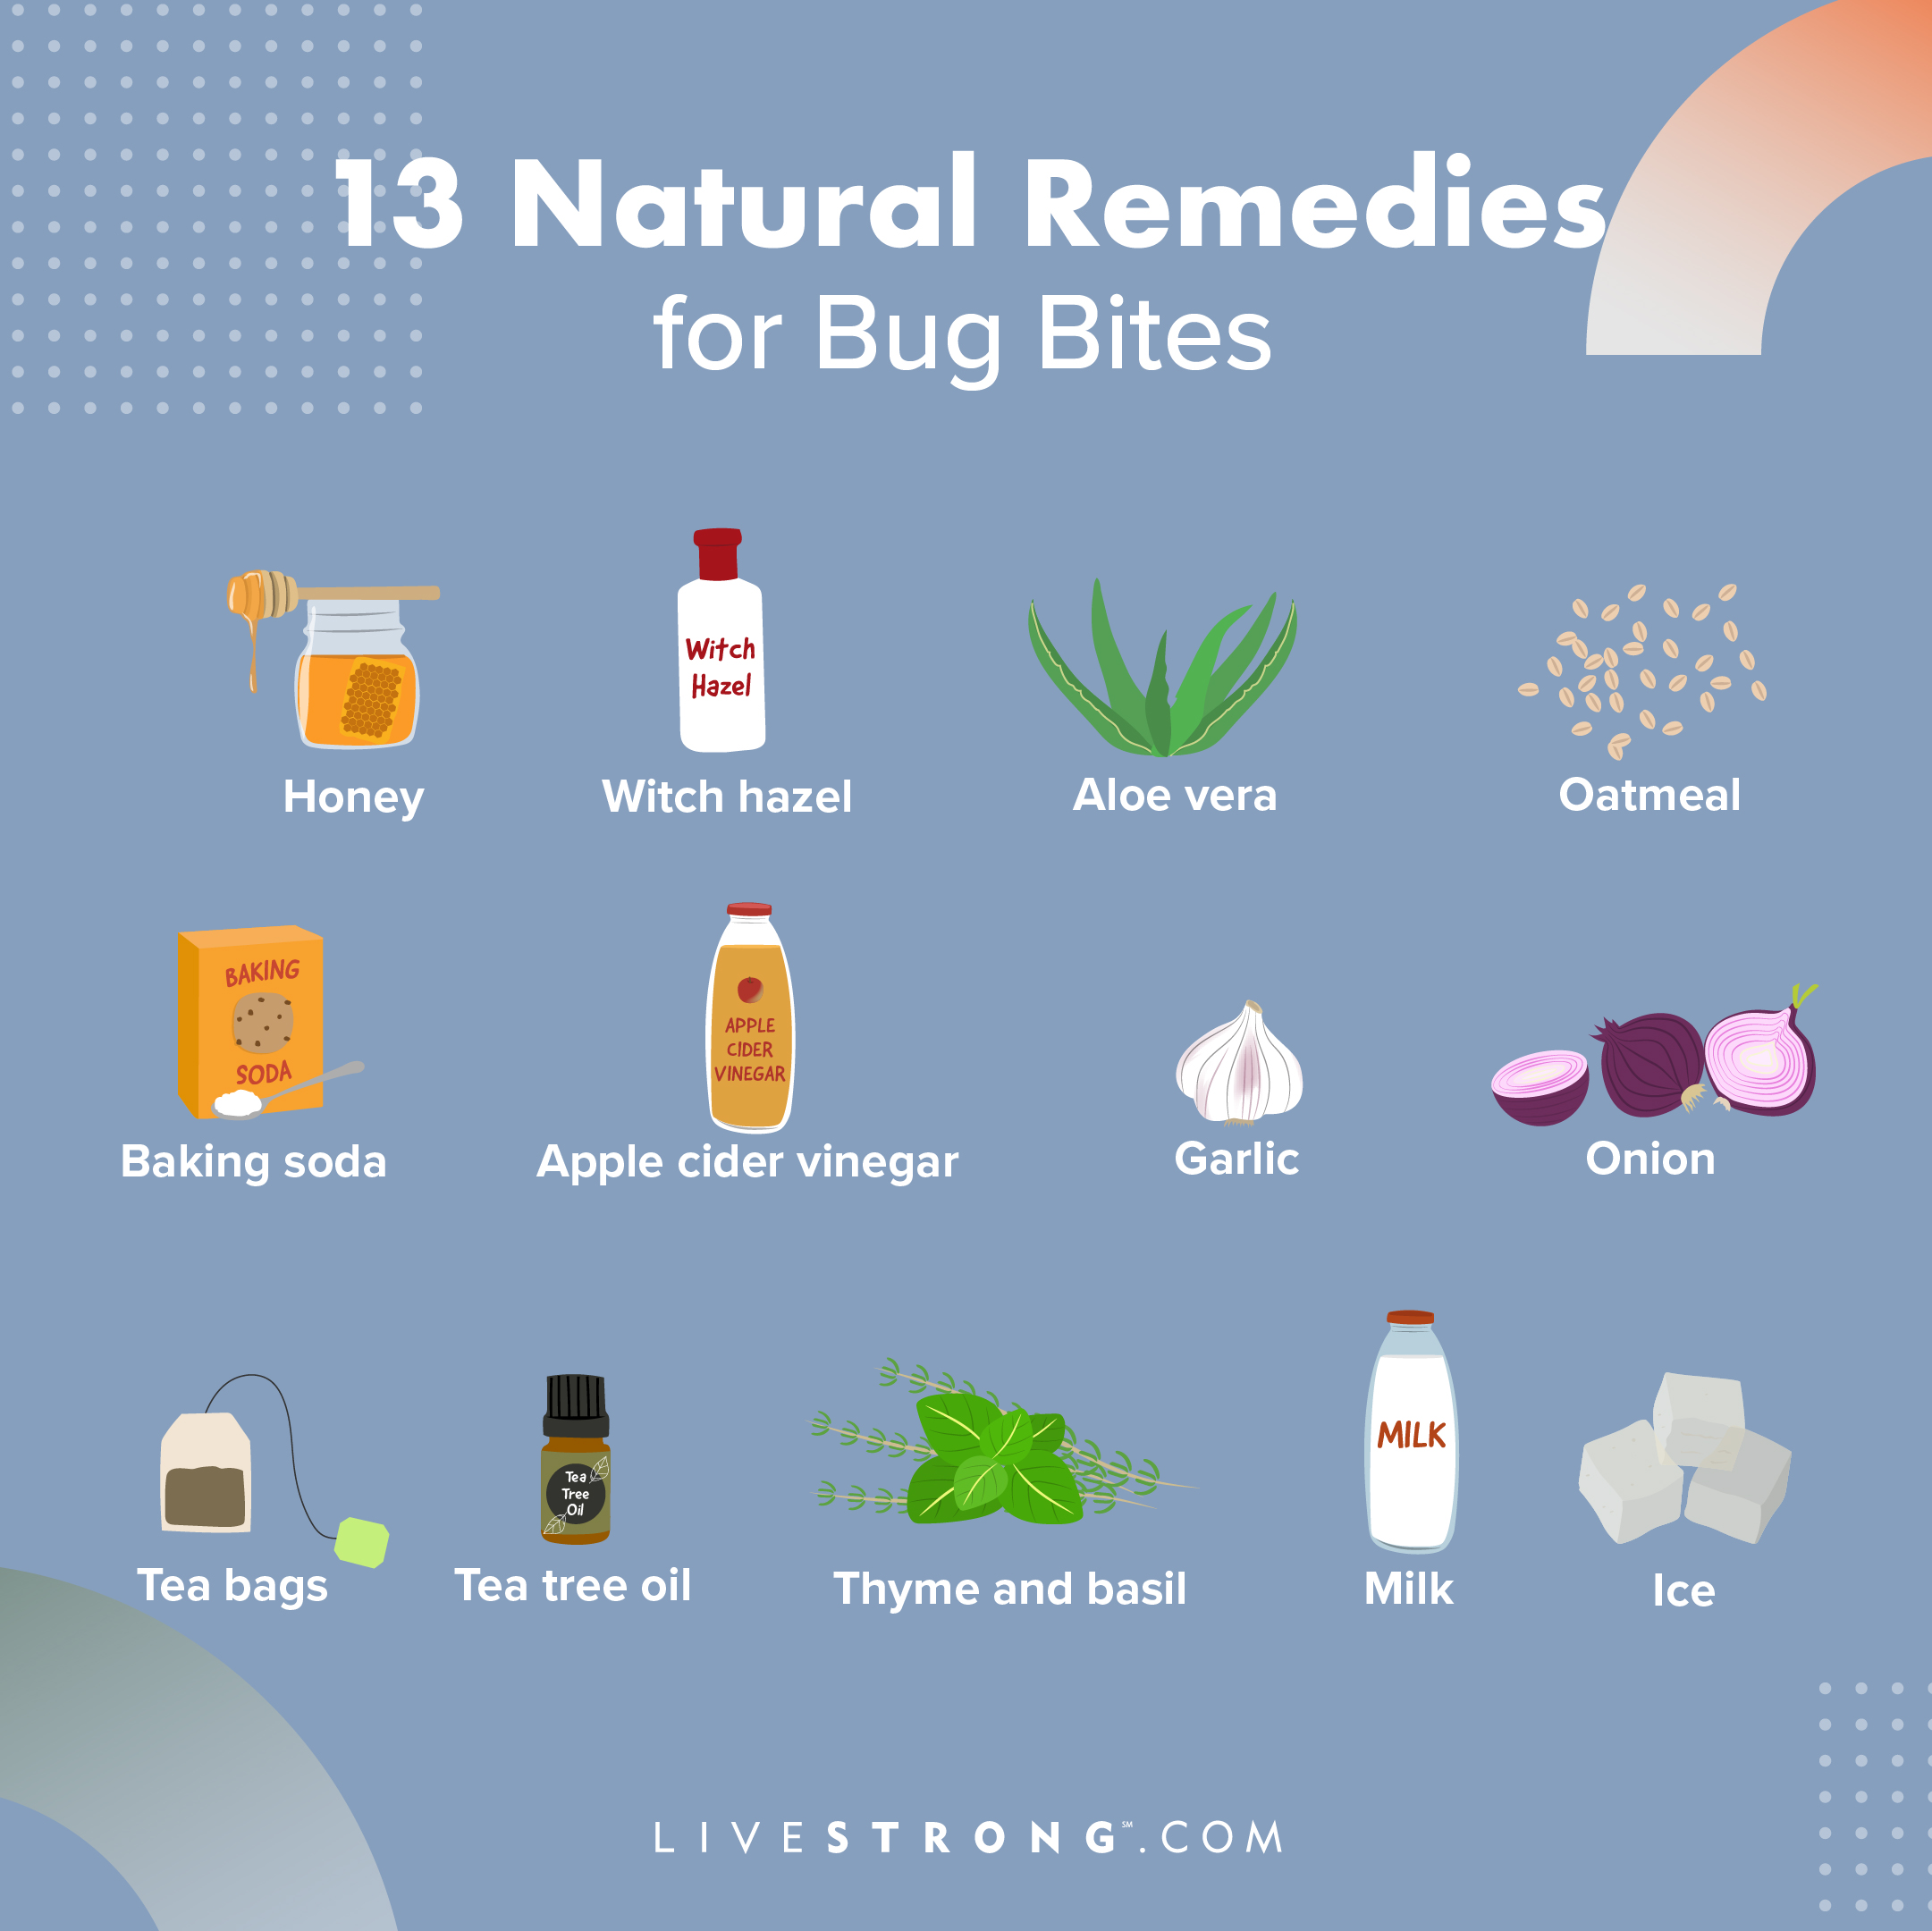 13 Natural Remedies
for Bug Bites
Witch
Hazel
Honey
Witch hazel
Aloe vera
Oatmeal
BAKING
SODA
APPLE
CIDER
VINEGAR
Baking soda
Apple cider vinegar
Garlic
Onion
Tea
Tree
Oil
MILK
Tea bags
Tea tree oil
Thyme and basil
Milk
Ice
LIVESTRONG℠.COM